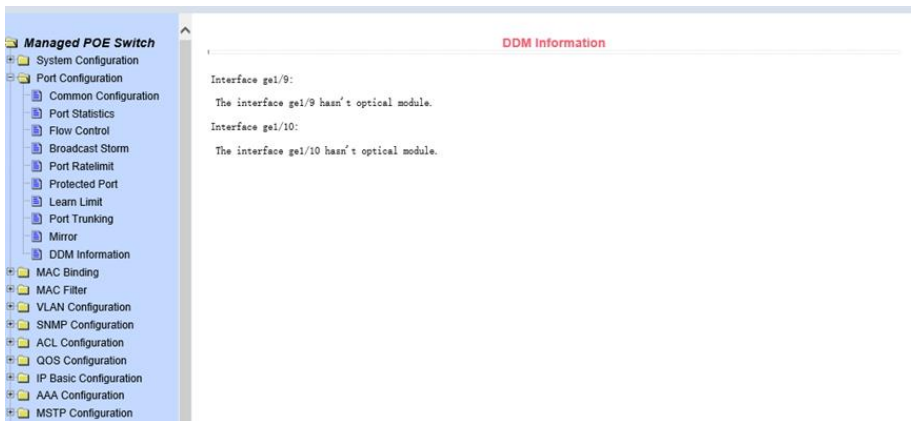 Managed POE Switch
System Configuration
Port Configuration
Common Configuration
Port Statistics
Flow Control
Broadcast Storm
Port Ratelimit
Protected Port
Learn Limit
Port Trunking
Mirror
DDM Information
MAC Binding
MAC Filter
VLAN Configuration
SNMP Configuration
ACL Configuration
QOS Configuration
IP Basic Configuration
AAA Configuration
MSTP Configuration
DDM Information
Interface ge1/9:
The interface ge1/9 hasn't optical module.
Interface ge1/10:
The interface ge1/10 hasn't optical module.